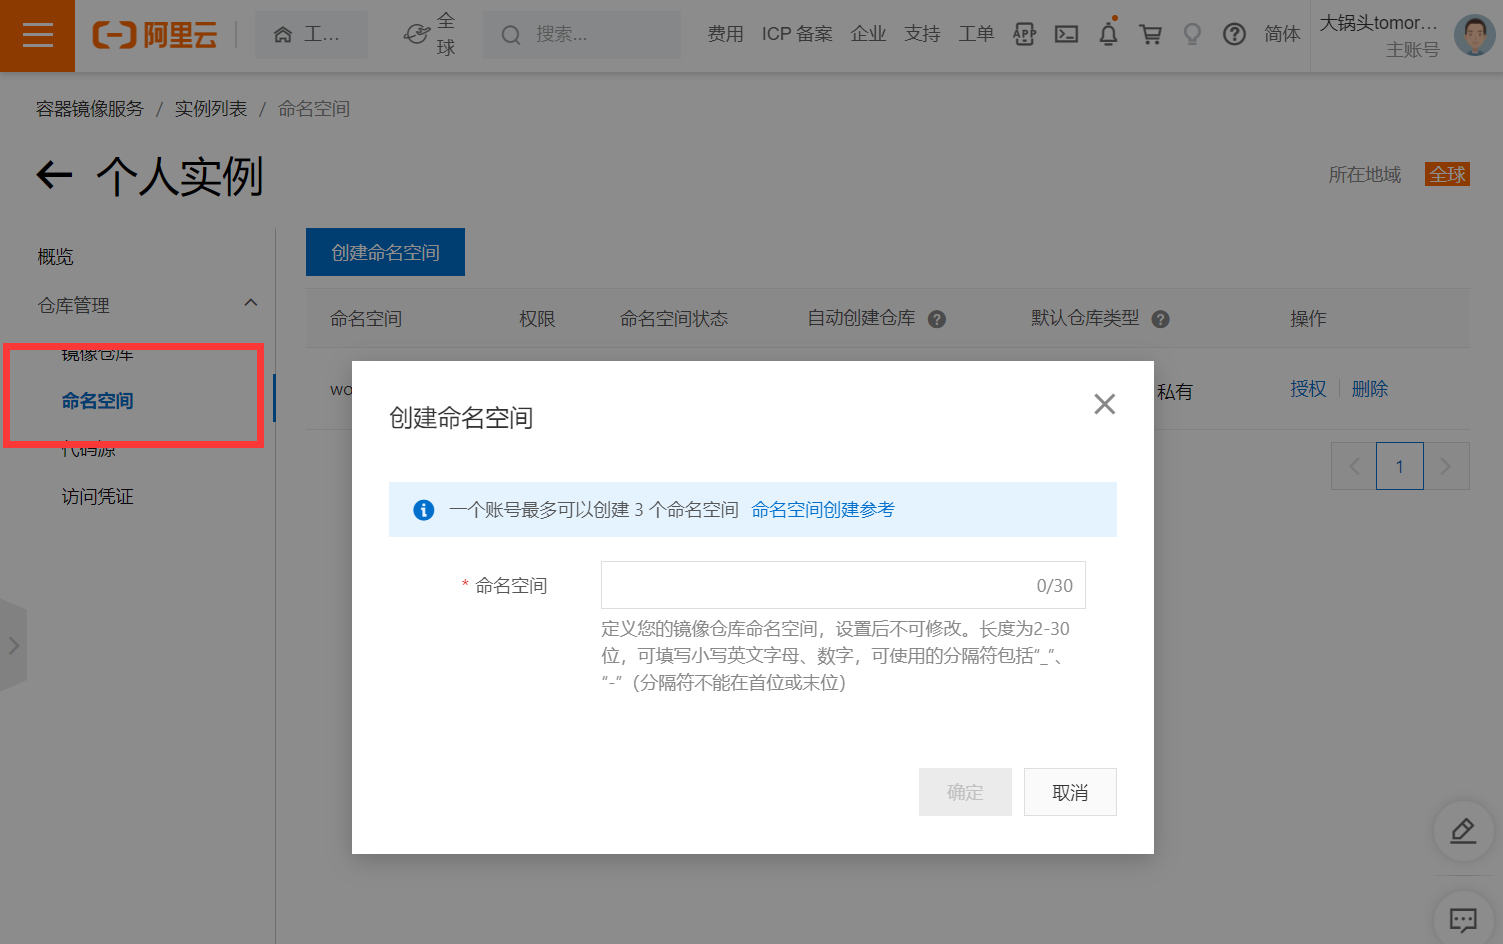 阿里云
工...
全球
搜索...
费用
ICP 备案
企业
支持
工单
APP
简体
大锅头tomor...
主账号
容器镜像服务 / 实例列表 / 命名空间
个人实例
所在地域
全球
概览
仓库管理
镜像仓库
命名空间
代码源
访问凭证
创建命名空间
命名空间
权限
命名空间状态
自动创建仓库
默认仓库类型
操作
wo
私有
授权
删除
1
创建命名空间
一个账号最多可以创建 3 个命名空间 命名空间创建参考
* 命名空间
0/30
定义您的镜像仓库命名空间，设置后不可修改。长度为2-30
位，可填写小写英文字母、数字，可使用的分隔符包括“_”、
“-”（分隔符不能在首位或末位）
确定
取消